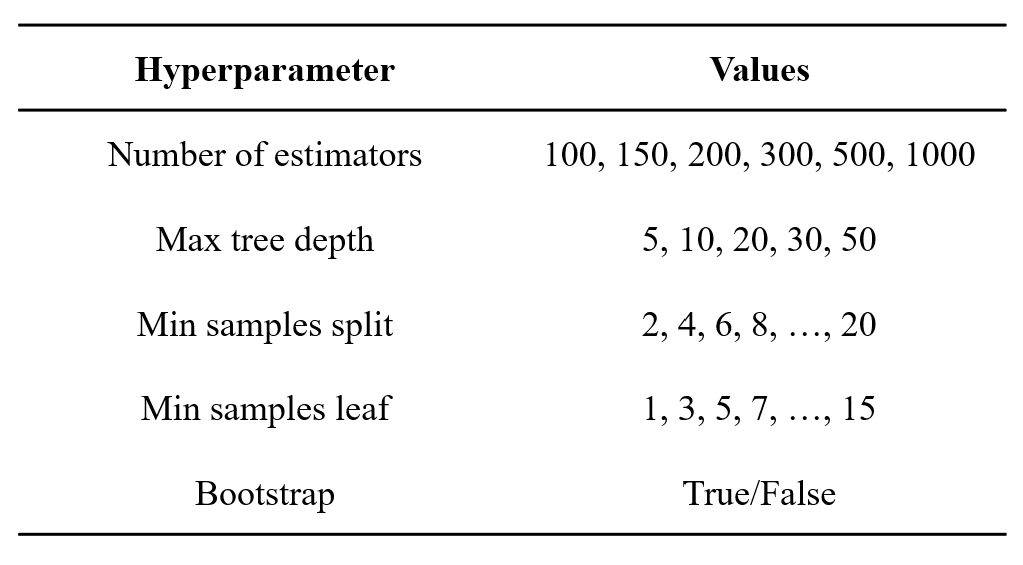 Hyperparameter Values
Number of estimators 100, 150, 200, 300, 500, 1000
Max tree depth 5, 10, 20, 30, 50
Min samples split 2, 4, 6, 8, …, 20
Min samples leaf 1, 3, 5, 7, …, 15
Bootstrap True/False